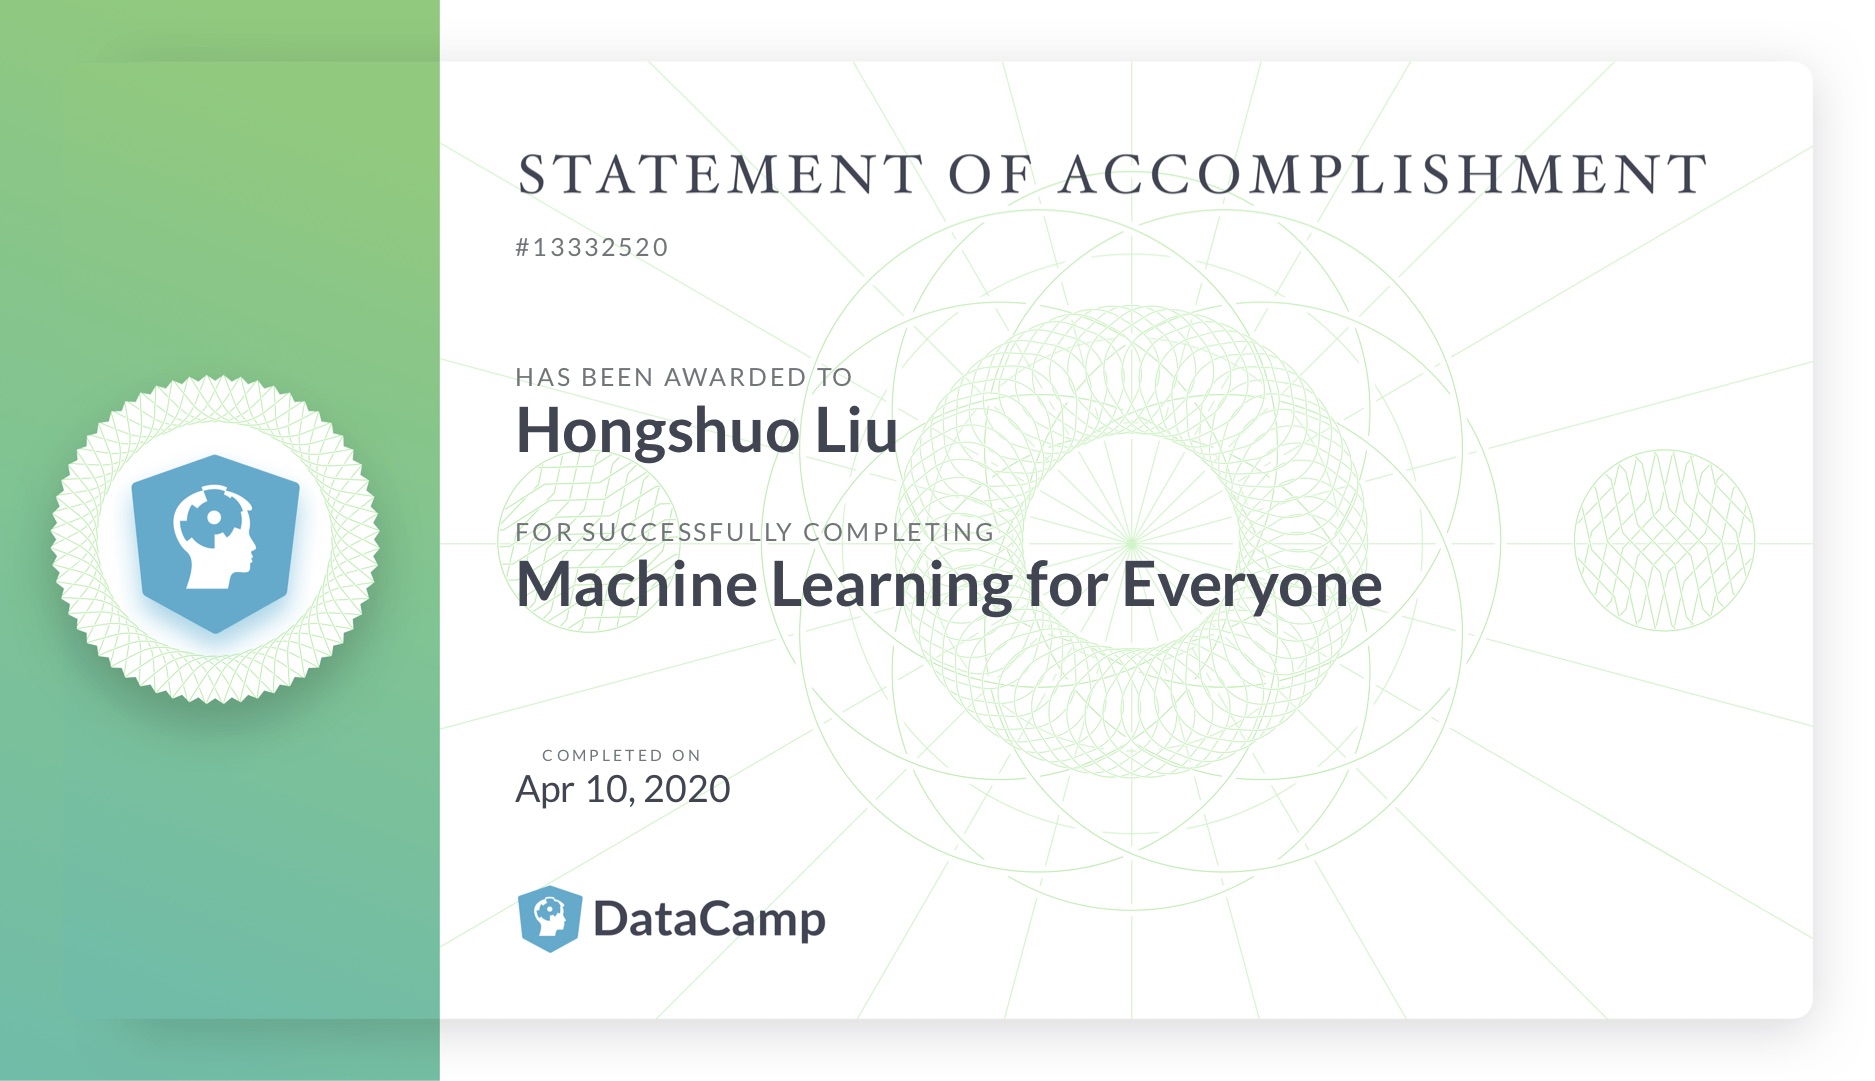 STATEMENT OF ACCOMPLISHMENT
#13332520
HAS BEEN AWARDED TO
Hongshuo Liu
FOR SUCCESSFULLY COMPLETING
Machine Learning for Everyone
COMPLETED ON
Apr 10, 2020
DataCamp